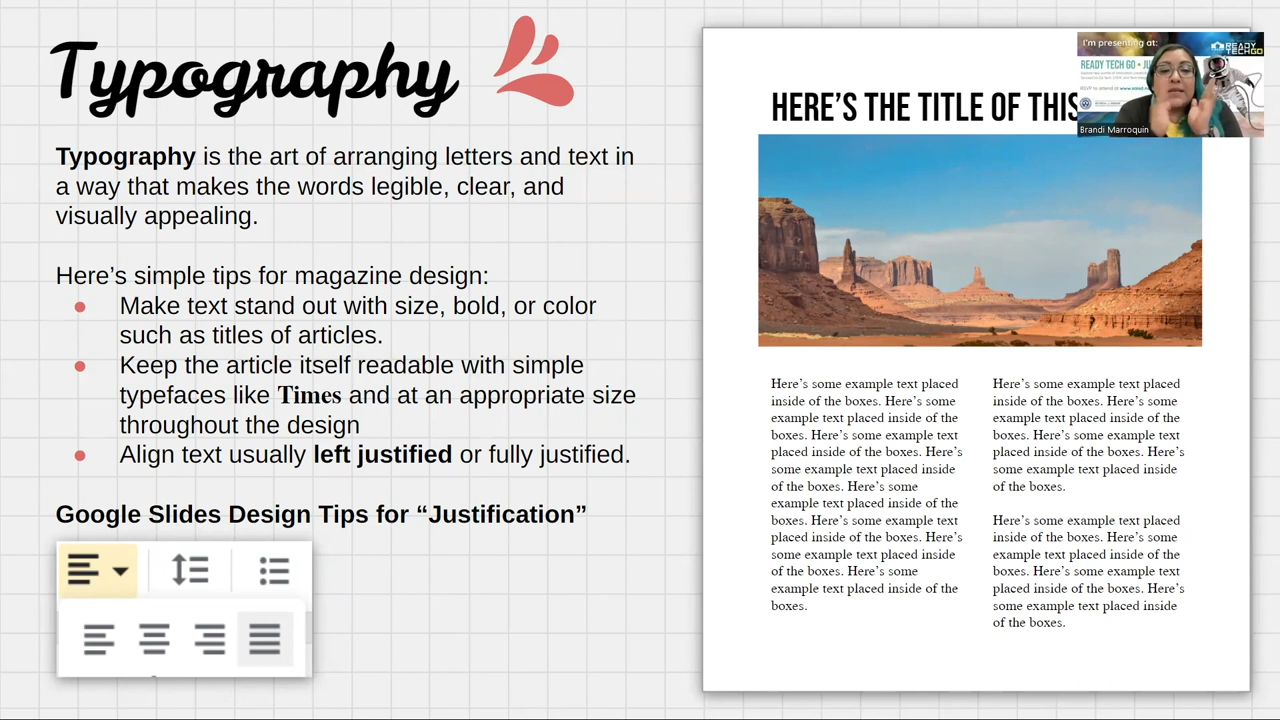 Typography
Typography is the art of arranging letters and text in
a way that makes the words legible, clear, and
visually appealing.
Here’s simple tips for magazine design:
● Make text stand out with size, bold, or color
such as titles of articles.
● Keep the article itself readable with simple
typefaces like Times and at an appropriate size
throughout the design
● Align text usually left justified or fully justified.
Google Slides Design Tips for “Justification”
HERE’S THE TITLE OF THIS
Here’s some example text placed
inside of the boxes. Here’s some
example text placed inside of the
boxes. Here’s some example text
placed inside of the boxes. Here’s
some example text placed inside
of the boxes. Here’s some
example text placed inside of the
boxes. Here’s some example text
placed inside of the boxes. Here’s
some example text placed inside
of the boxes. Here’s some
example text placed inside of the
boxes.
Here’s some example text placed
inside of the boxes. Here’s some
example text placed inside of the
boxes. Here’s some example text
placed inside of the boxes. Here’s
some example text placed inside
of the boxes.
Here’s some example text placed
inside of the boxes. Here’s some
example text placed inside of the
boxes. Here’s some example text
placed inside of the boxes. Here’s
some example text placed inside
of the boxes.
I’m presenting at:
READY TECH GO
READY
TECHGO
Brandi Marroquin